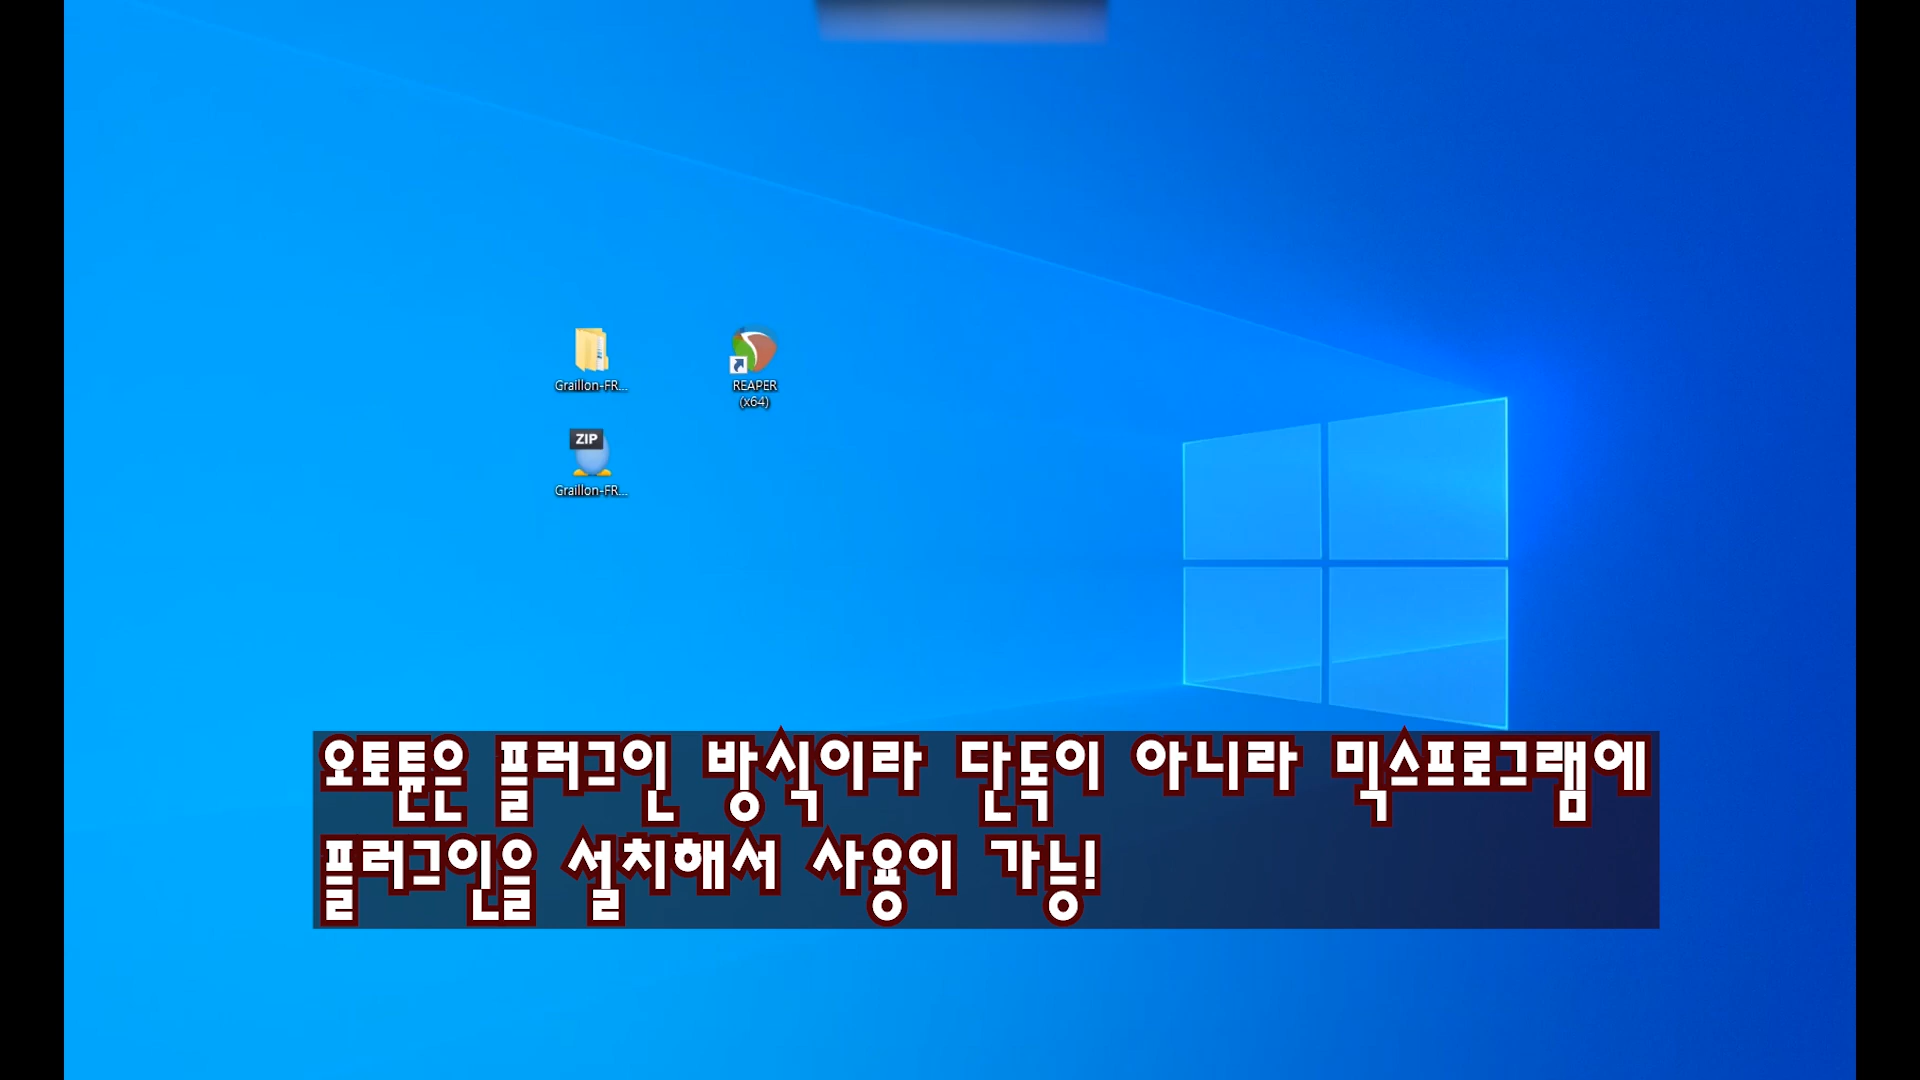 Graillon-FR...
REAPER
(x64)
ZIP
Graillon-FR...
오토튠은 플러그인 방식이라 단독이 아니라 믹스프로그램에
플러그인을 설치해서 사용이 가능!